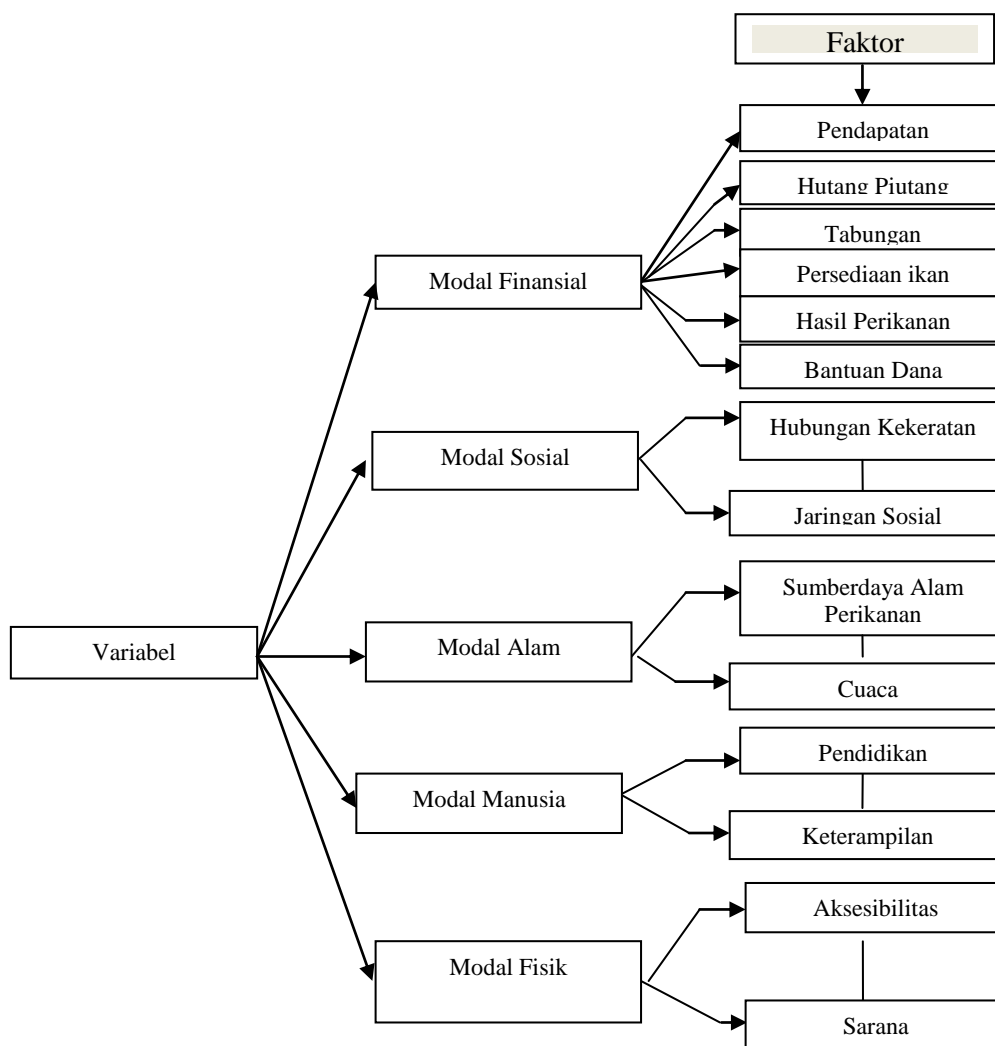 Faktor
Pendapatan
Hutang Piutang
Tabungan
Modal Finansial
Persediaan ikan
Hasil Perikanan
Bantuan Dana
Modal Sosial
Hubungan Kekeratan
Jaringan Sosial
Sumberdaya Alam
Perikanan
Variabel
Modal Alam
Cuaca
Modal Manusia
Pendidikan
Keterampilan
Modal Fisik
Aksesibilitas
Sarana